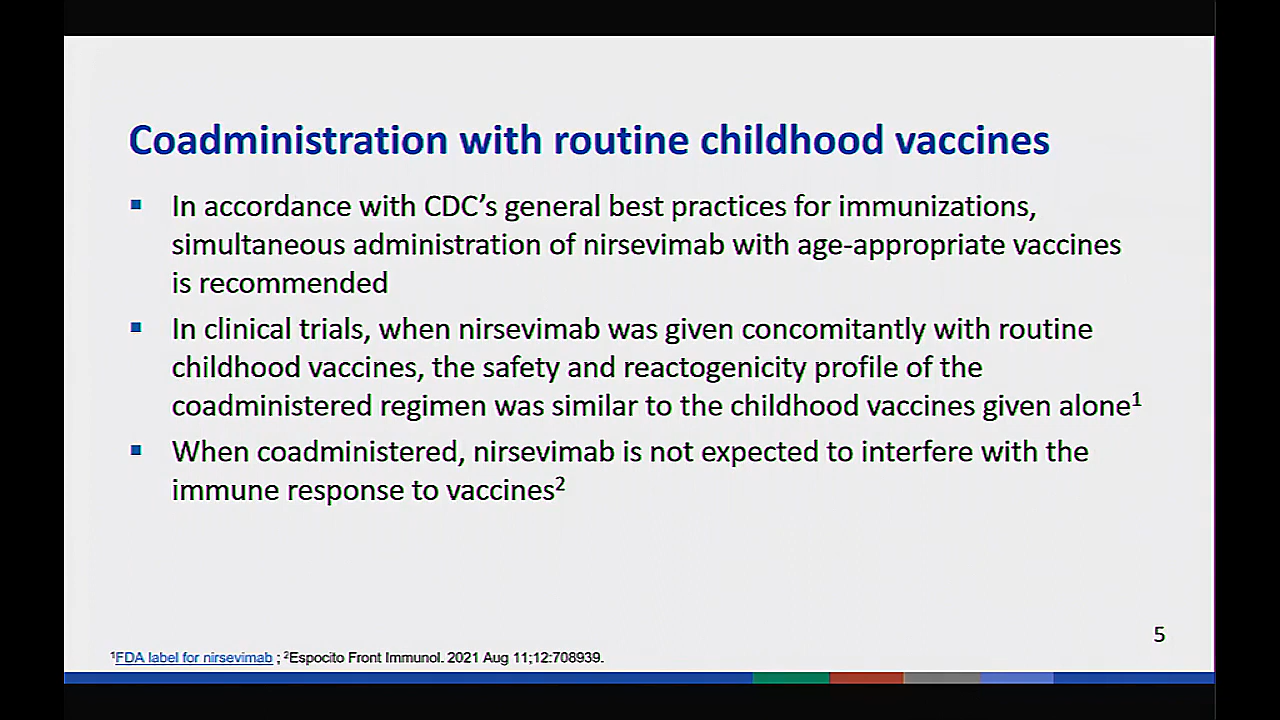 Coadministration with routine childhood vaccines
▪ In accordance with CDC’s general best practices for immunizations,
simultaneous administration of nirsevimab with age-appropriate vaccines
is recommended
▪ In clinical trials, when nirsevimab was given concomitantly with routine
childhood vaccines, the safety and reactogenicity profile of the
coadministered regimen was similar to the childhood vaccines given alone¹
▪ When coadministered, nirsevimab is not expected to interfere with the
immune response to vaccines²
5
¹FDA label for nirsevimab ; ²Espocito Front Immunol. 2021 Aug 11;12:708939.